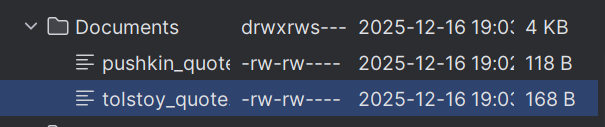 Documents drwxrws--- 2025-12-16 19:03 4 KB
pushkin_quote -rw-rw---- 2025-12-16 19:02 118 B
tolstoy_quote -rw-rw---- 2025-12-16 19:03 168 B